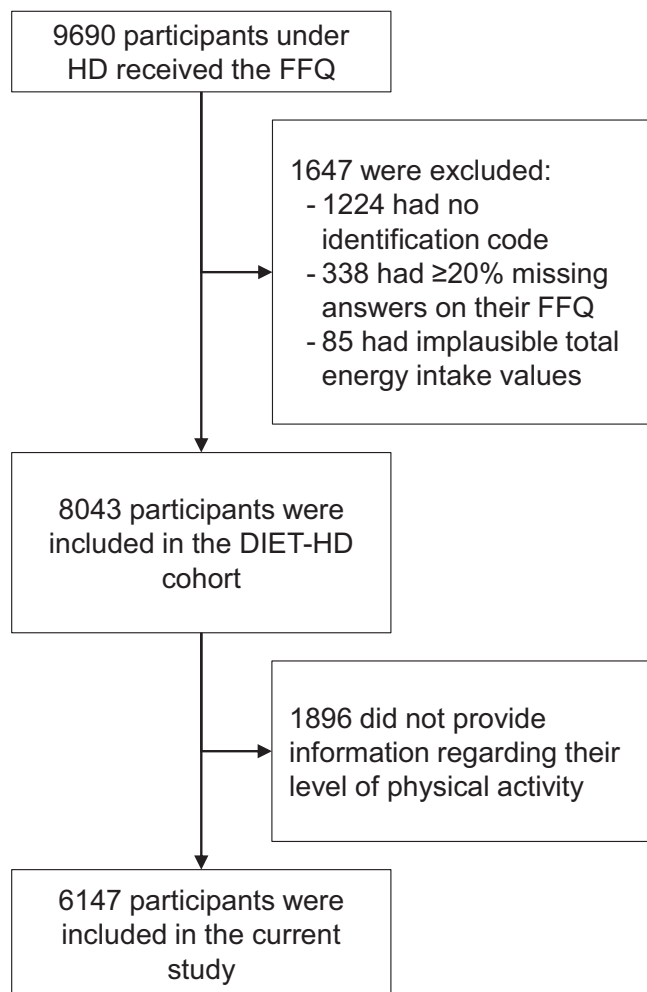 9690 participants under
HD received the FFQ
1647 were excluded:
- 1224 had no
identification code
- 338 had ≥20% missing
answers on their FFQ
- 85 had implausible total
energy intake values
8043 participants were
included in the DIET-HD
cohort
1896 did not provide
information regarding their
level of physical activity
6147 participants were
included in the current
study